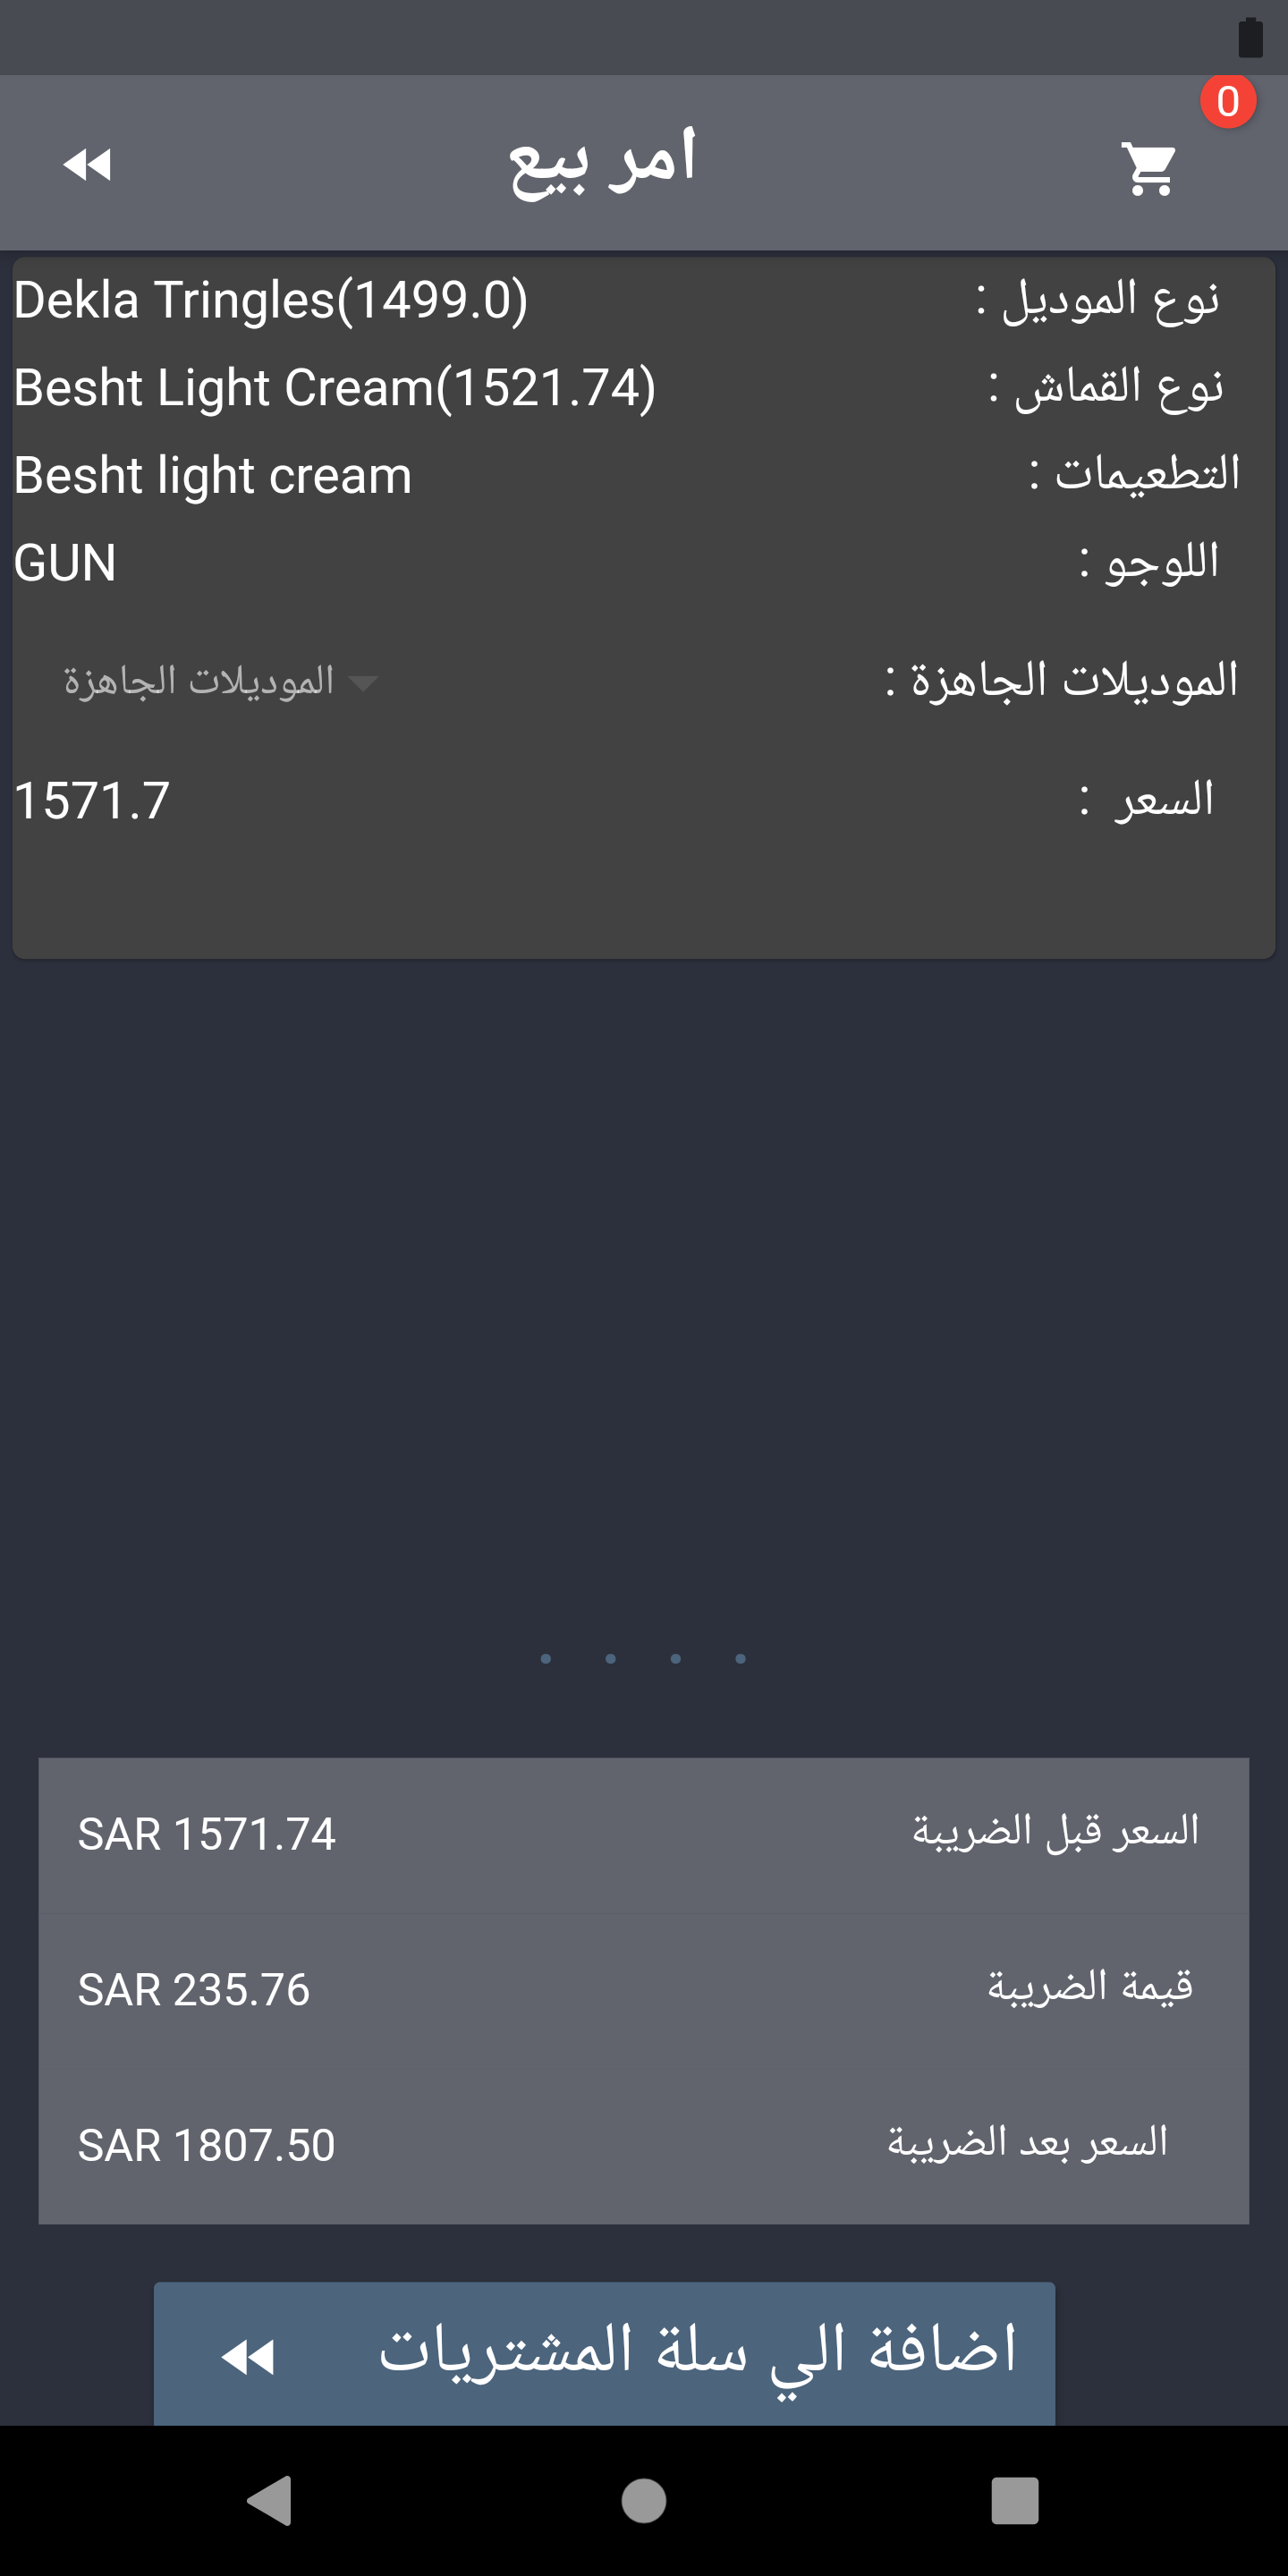 0
امر بيع
نوع الموديل : Dekla Tringles(1499.0)
نوع القماش : Besht Light Cream(1521.74)
التطعيمات : Besht light cream
اللوجو : GUN
الموديلات الجاهزة : الموديلات الجاهزة
السعر : 1571.7
السعر قبل الضريبة SAR 1571.74
قيمة الضريبة SAR 235.76
السعر بعد الضريبة SAR 1807.50
اضافة الي سلة المشتريات